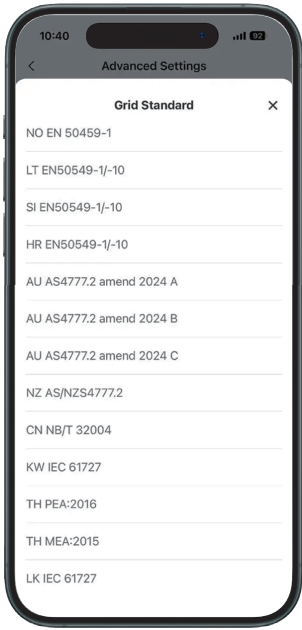 10:40
92
Advanced Settings
Grid Standard
NO EN 50459-1
LT EN50549-1/-10
SI EN50549-1/-10
HR EN50549-1/-10
AU AS4777.2 amend 2024 A
AU AS4777.2 amend 2024 B
AU AS4777.2 amend 2024 C
NZ AS/NZS4777.2
CN NB/T 32004
KW IEC 61727
TH PEA:2016
TH MEA:2015
LK IEC 61727